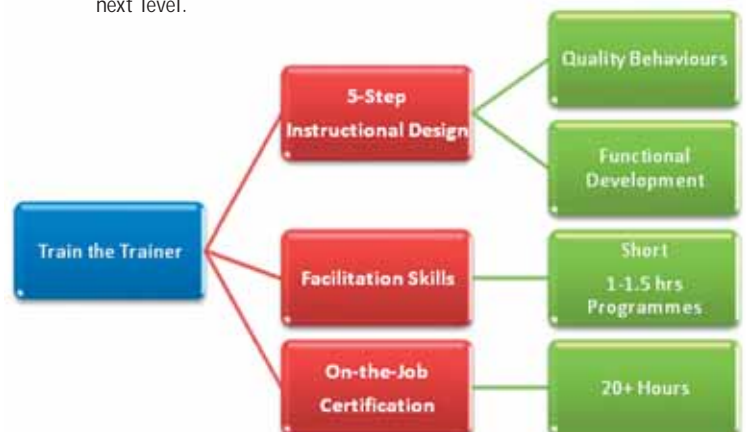 next level.
Quality Behaviours
5-Step
Instructional Design
Functional
Development
Train the Trainer
Facilitation Skills
Short
1-1.5 hrs
Programmes
On-the-Job
Certification
20+ Hours